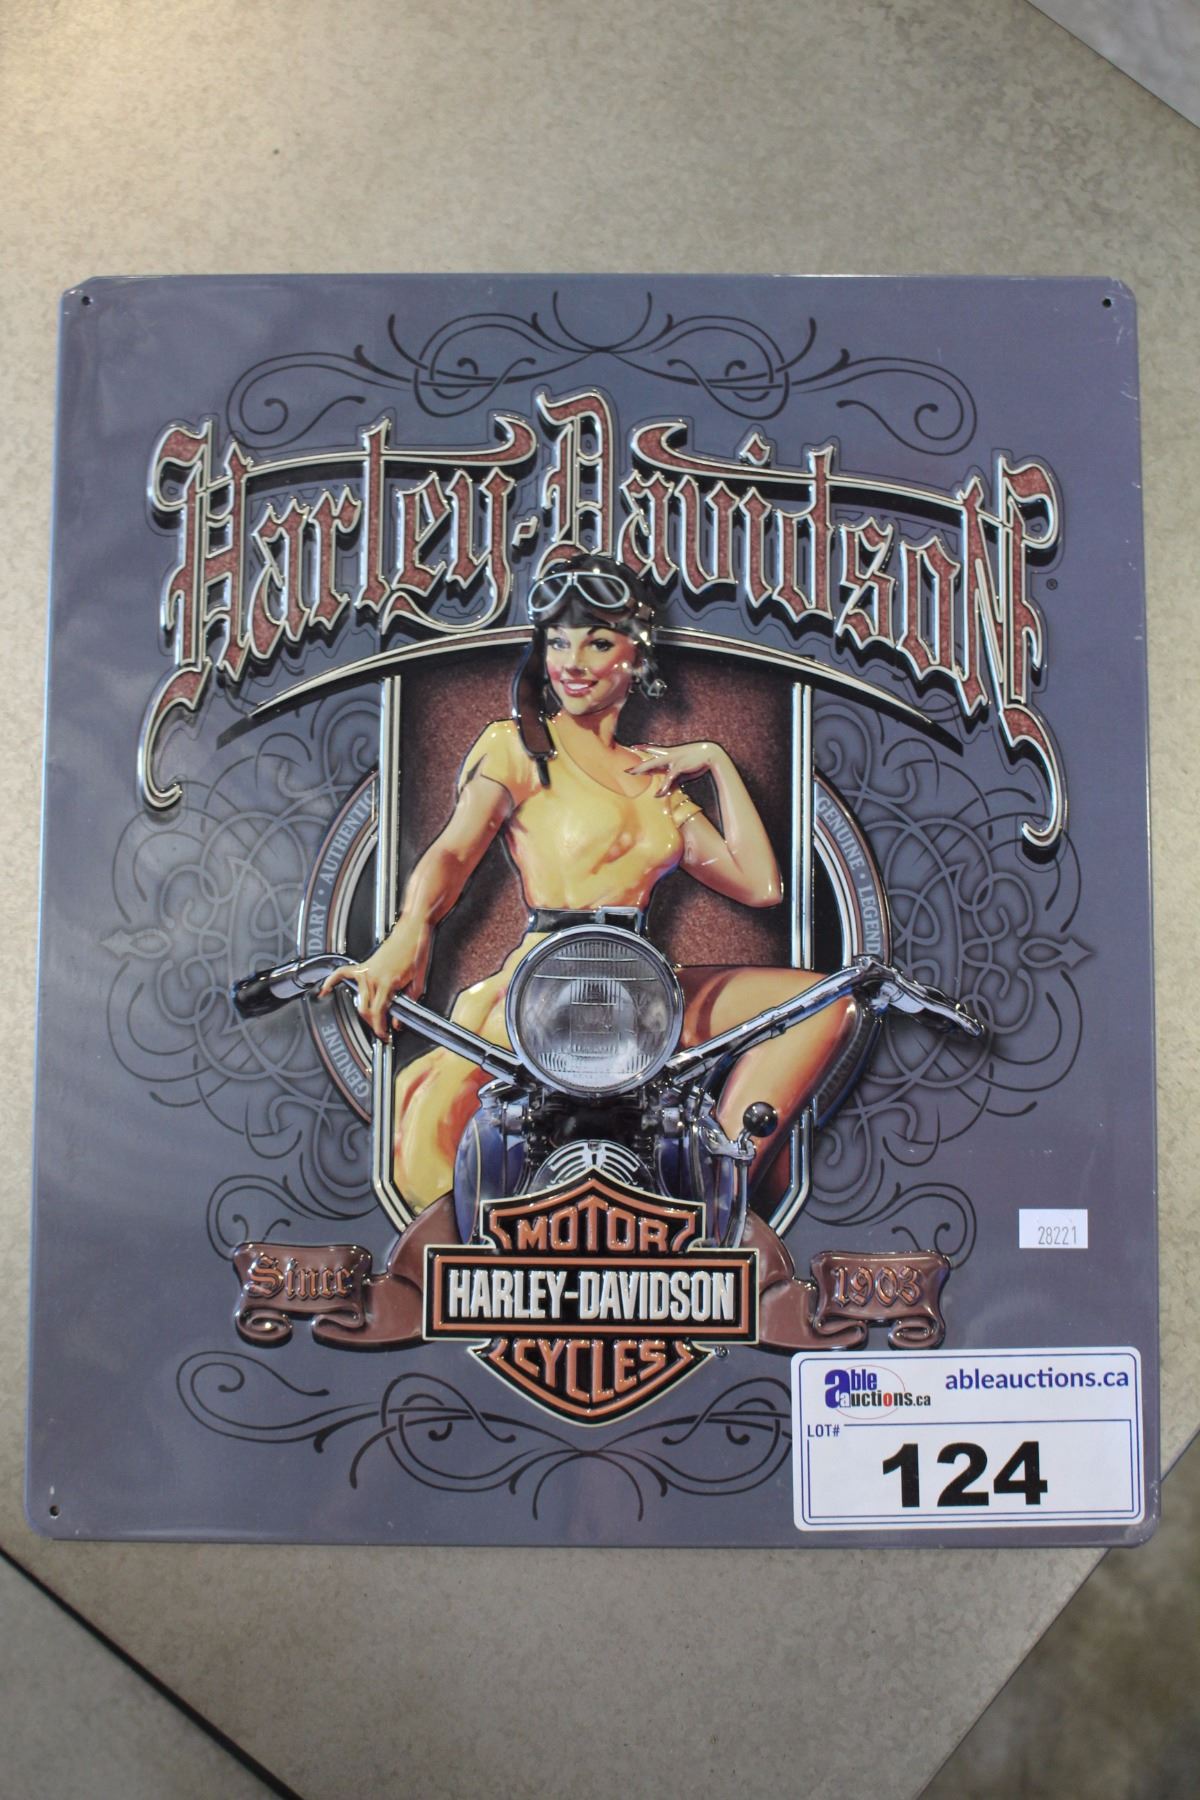 Harley-Davidson
®
DARY • AUTHENTIC
GENUINE • LEGEND
GENUINE
28221
MOTOR
Since
HARLEY-DAVIDSON
1903
CYCLES
®
able auctions.ca
ableauctions.ca
LOT#
124